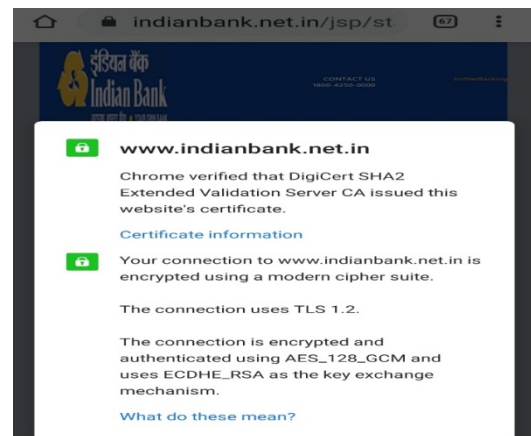 indianbank.net.in/jsp/st
67
इंडियन बैंक
Indian Bank
CONTACT US
1800-4250-0000
www.indianbank.net.in
Chrome verified that DigiCert SHA2
Extended Validation Server CA issued this
website's certificate.
Certificate information
Your connection to www.indianbank.net.in is
encrypted using a modern cipher suite.
The connection uses TLS 1.2.
The connection is encrypted and
authenticated using AES_128_GCM and
uses ECDHE_RSA as the key exchange
mechanism.
What do these mean?